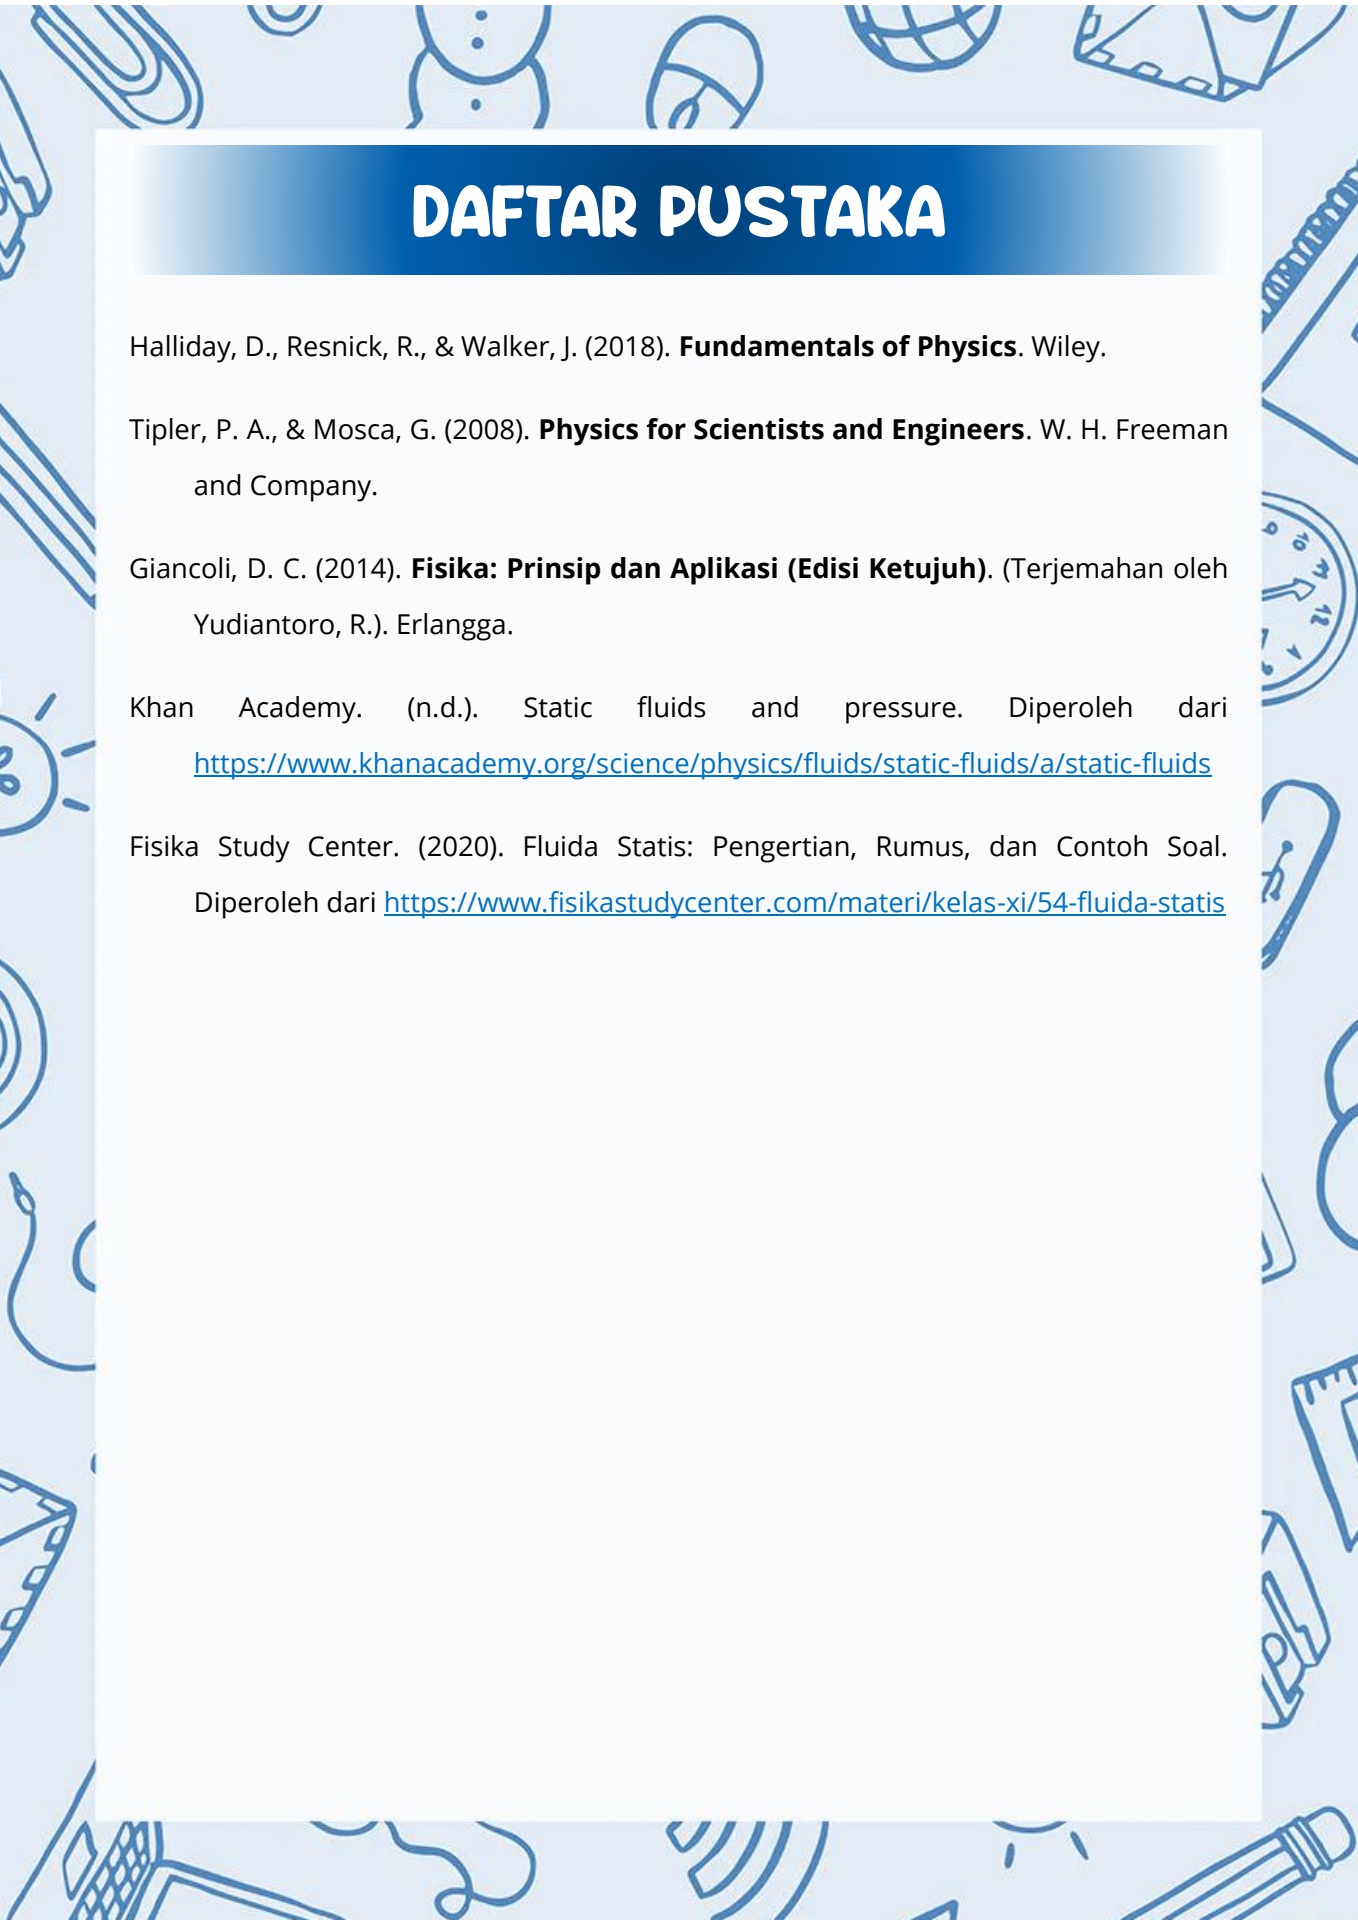 DAFTAR PUSTAKA
Halliday, D., Resnick, R., & Walker, J. (2018). Fundamentals of Physics. Wiley.
Tipler, P. A., & Mosca, G. (2008). Physics for Scientists and Engineers. W. H. Freeman
and Company.
Giancoli, D. C. (2014). Fisika: Prinsip dan Aplikasi (Edisi Ketujuh). (Terjemahan oleh
Yudiantoro, R.). Erlangga.
Khan Academy. (n.d.). Static fluids and pressure. Diperoleh dari
https://www.khanacademy.org/science/physics/fluids/static-fluids/a/static-fluids
Fisika Study Center. (2020). Fluida Statis: Pengertian, Rumus, dan Contoh Soal.
Diperoleh dari https://www.fisikastudycenter.com/materi/kelas-xi/54-fluida-statis